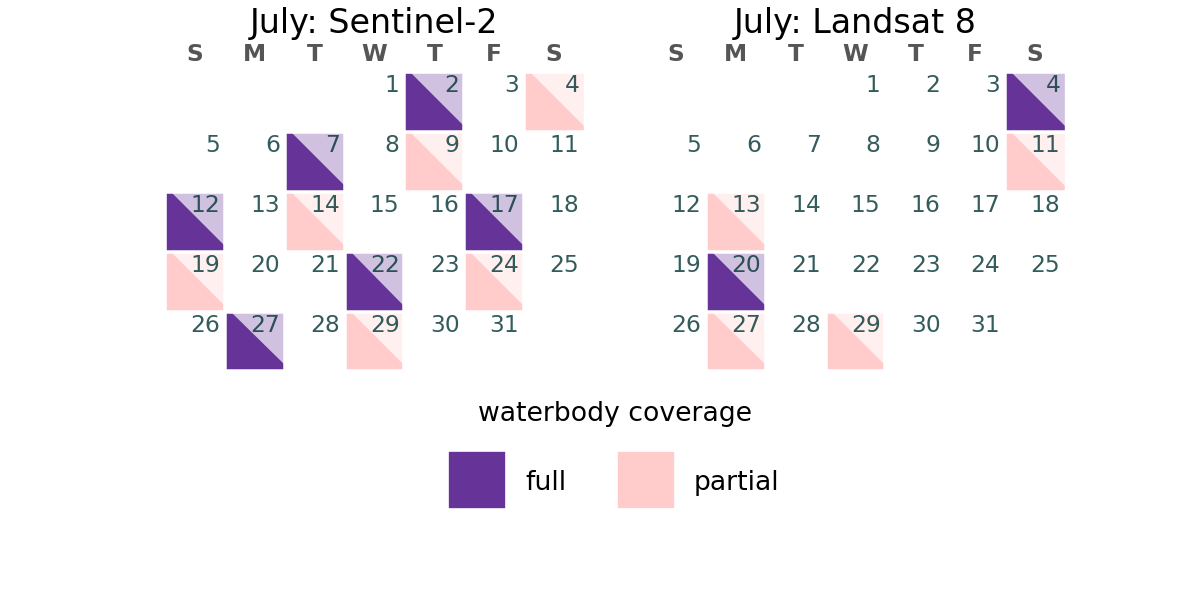 July: Sentinel-2
S M T W T F S
1 2 3 4
5 6 7 8 9 10 11
12 13 14 15 16 17 18
19 20 21 22 23 24 25
26 27 28 29 30 31
July: Landsat 8
S M T W T F S
1 2 3 4
5 6 7 8 9 10 11
12 13 14 15 16 17 18
19 20 21 22 23 24 25
26 27 28 29 30 31
waterbody coverage
full partial